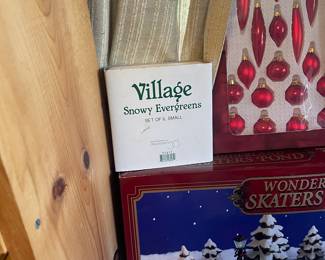 Village
Snowy Evergreens
SET OF 6, SMALL
WONDER
SKATERS